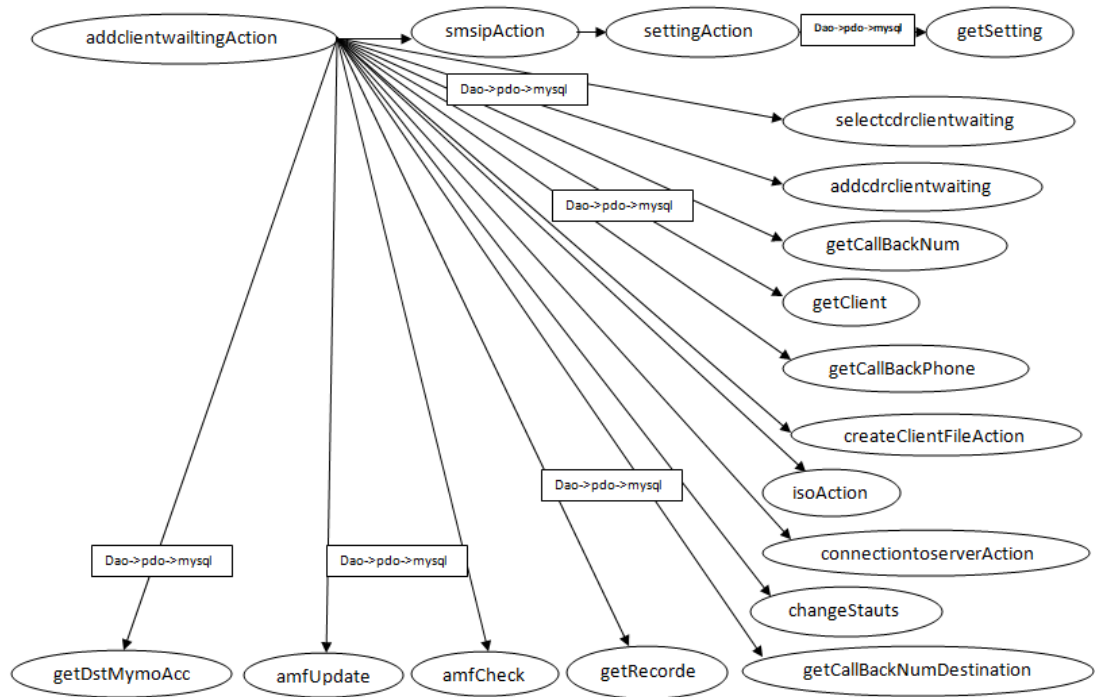 addclientwailtingAction
smsipAction
settingAction
Dao->pdo->mysql
getSetting
Dao->pdo->mysql
selectcdrclientwaiting
addcdrclientwaiting
Dao->pdo->mysql
getCallBackNum
getClient
getCallBackPhone
createClientFileAction
Dao->pdo->mysql
isoAction
Dao->pdo->mysql
Dao->pdo->mysql
connectiontoserverAction
changeStauts
getDstMymoAcc
amfUpdate
amfCheck
getRecorde
getCallBackNumDestination